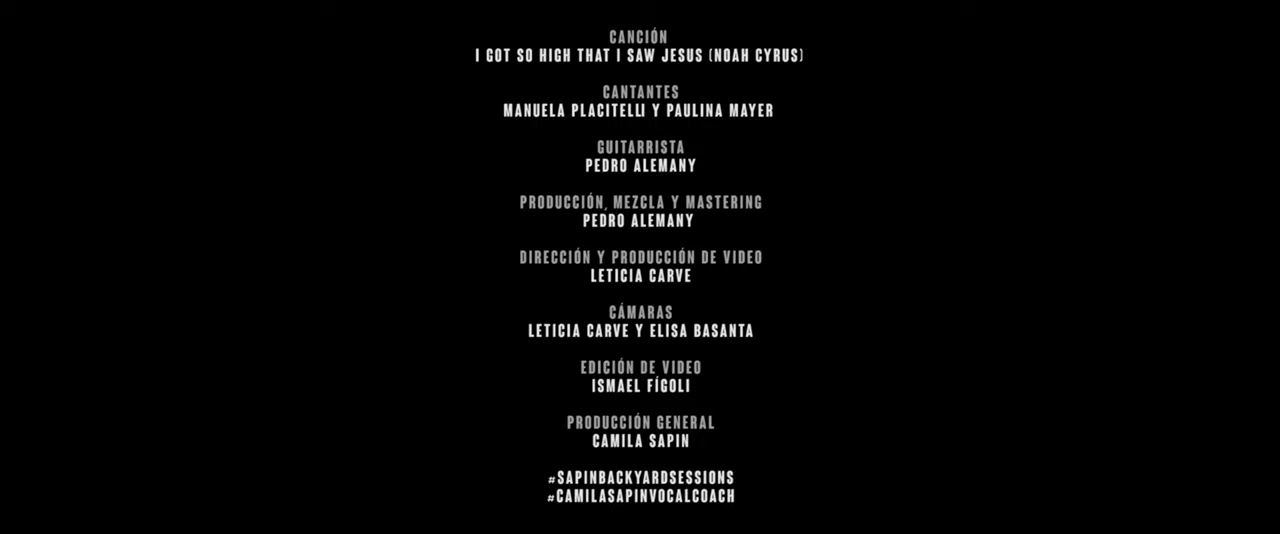 CANCIÓN
I GOT SO HIGH THAT I SAW JESUS (NOAH CYRUS)
CANTANTES
MANUELA PLACITELLI Y PAULINA MAYER
GUITARRISTA
PEDRO ALEMANY
PRODUCCIÓN, MEZCLA Y MASTERING
PEDRO ALEMANY
DIRECCIÓN Y PRODUCCIÓN DE VIDEO
LETICIA CARVE
CÁMARAS
LETICIA CARVE Y ELISA BASANTA
EDICIÓN DE VIDEO
ISMAEL FÍGOLI
PRODUCCIÓN GENERAL
CAMILA SAPIN
#SAPINBACKYARDSESSIONS
#CAMILASAPINVOCALCOACH